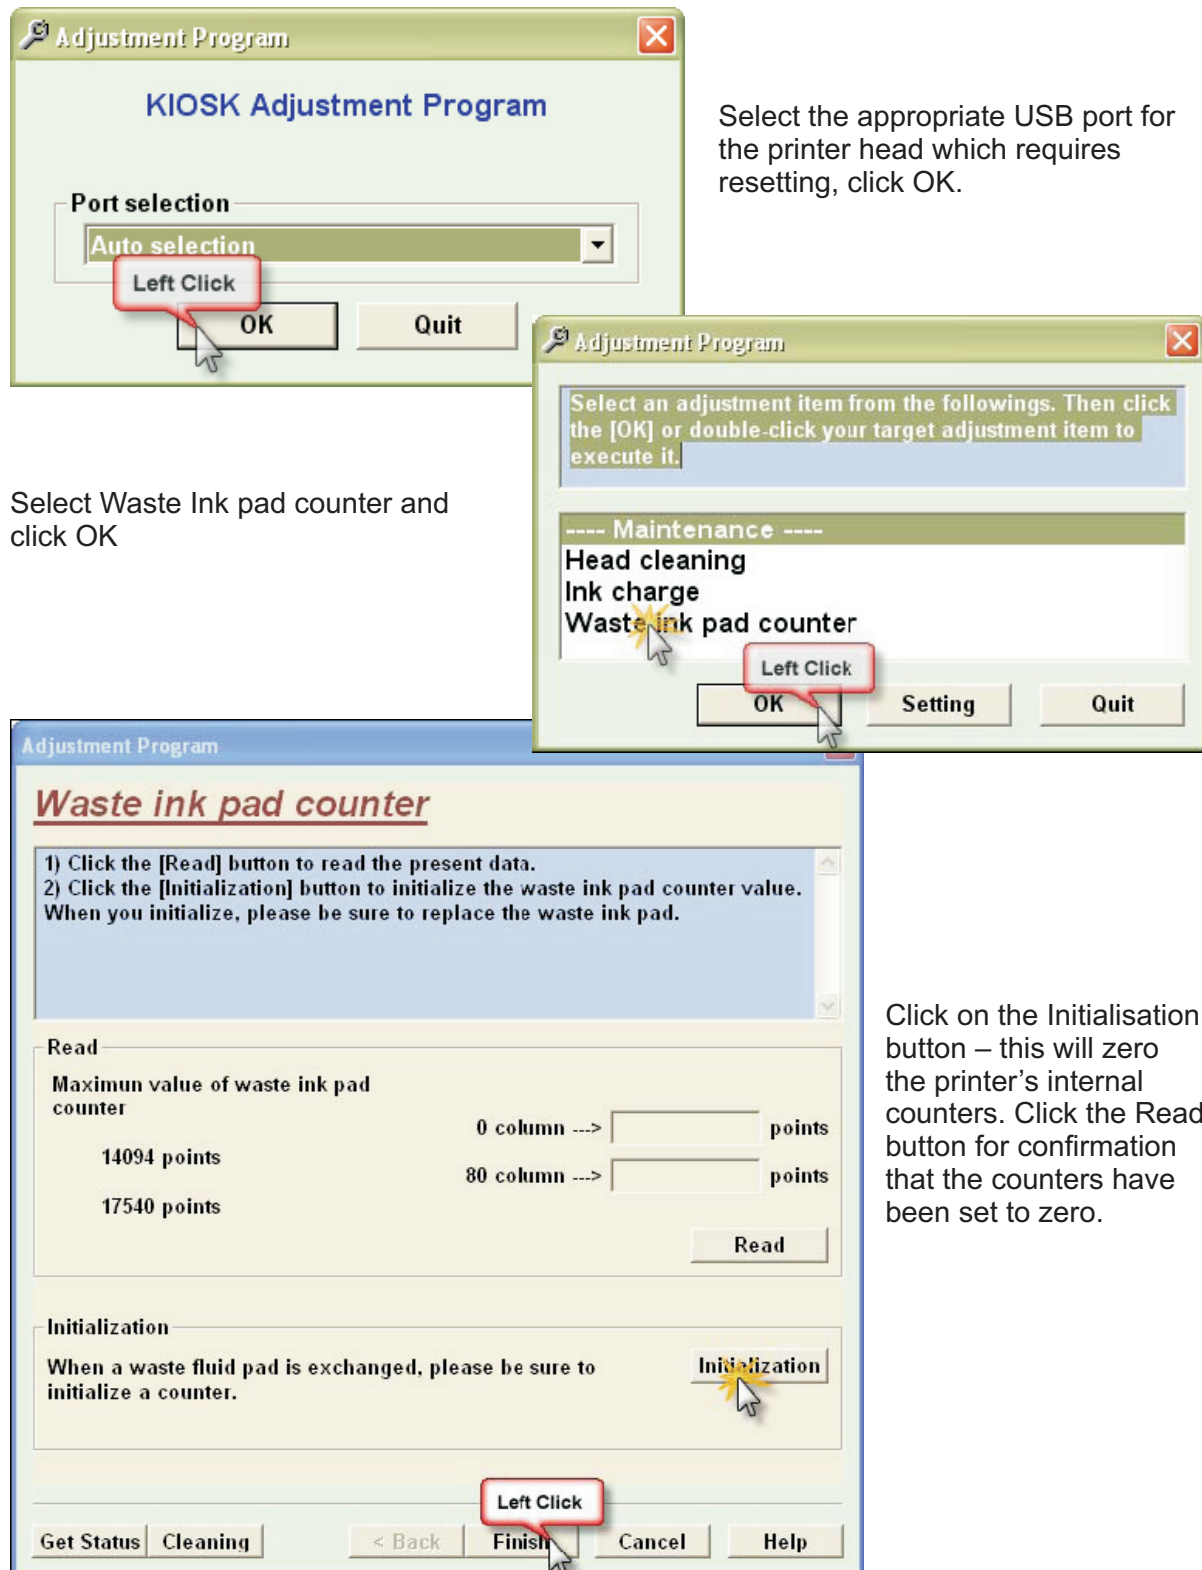 Adjustment Program
KIOSK Adjustment Program
Select the appropriate USB port for
the printer head which requires
resetting, click OK.
Port selection
Auto selection
Left Click
OK
Quit
Adjustment Program
Select an adjustment item from the followings. Then click
the [OK] or double-click your target adjustment item to
execute it.
Select Waste Ink pad counter and
click OK
---- Maintenance ----
Head cleaning
Ink charge
Waste ink pad counter
Left Click
OK
Setting
Quit
Adjustment Program
Waste ink pad counter
1) Click the [Read] button to read the present data.
2) Click the [Initialization] button to initialize the waste ink pad counter value.
When you initialize, please be sure to replace the waste ink pad.
Click on the Initialisation
button – this will zero
the printer's internal
counters. Click the Read
button for confirmation
that the counters have
been set to zero.
Read
Maximun value of waste ink pad
counter
0 column ---> points
14094 points
80 column ---> points
17540 points
Read
Initialization
When a waste fluid pad is exchanged, please be sure to
initialize a counter.
Initialization
Left Click
Get Status
Cleaning
< Back
Finish
Cancel
Help